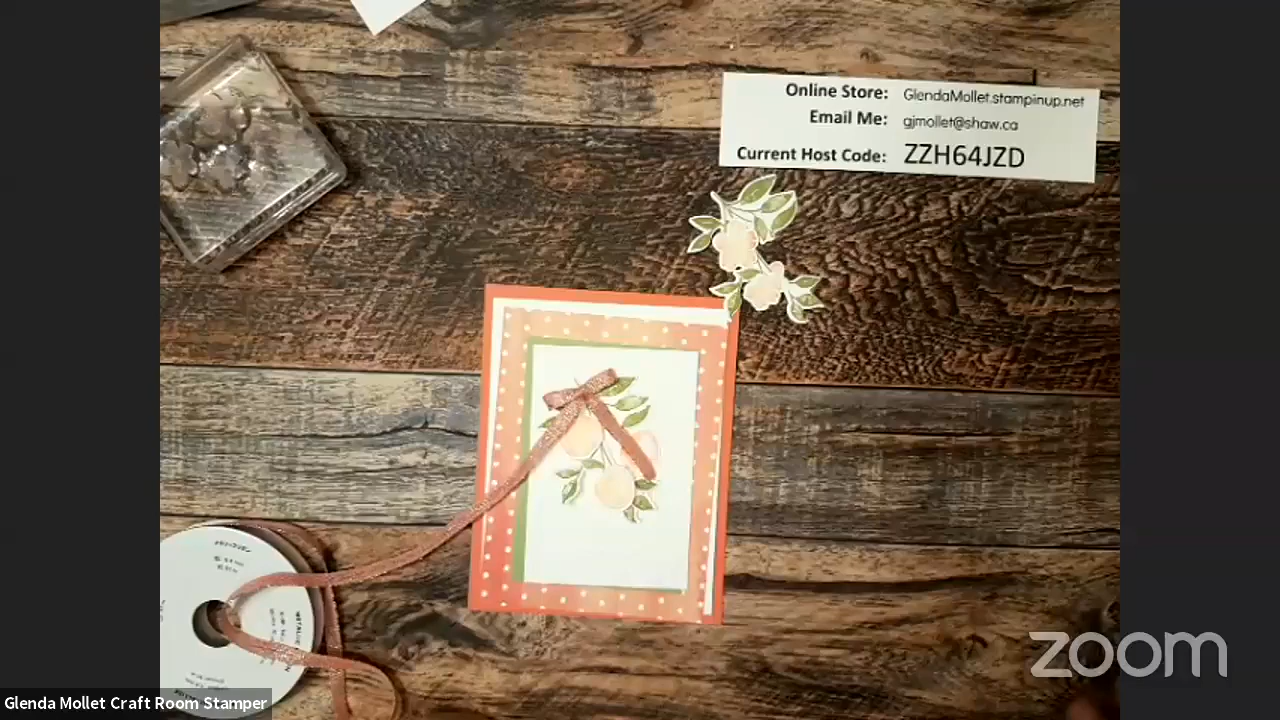 Online Store: GlendaMollet.stampinup.net
Email Me: gjmollet@shaw.ca
Current Host Code: ZZH64JZD
zoom
Glenda Mollet Craft Room Stamper